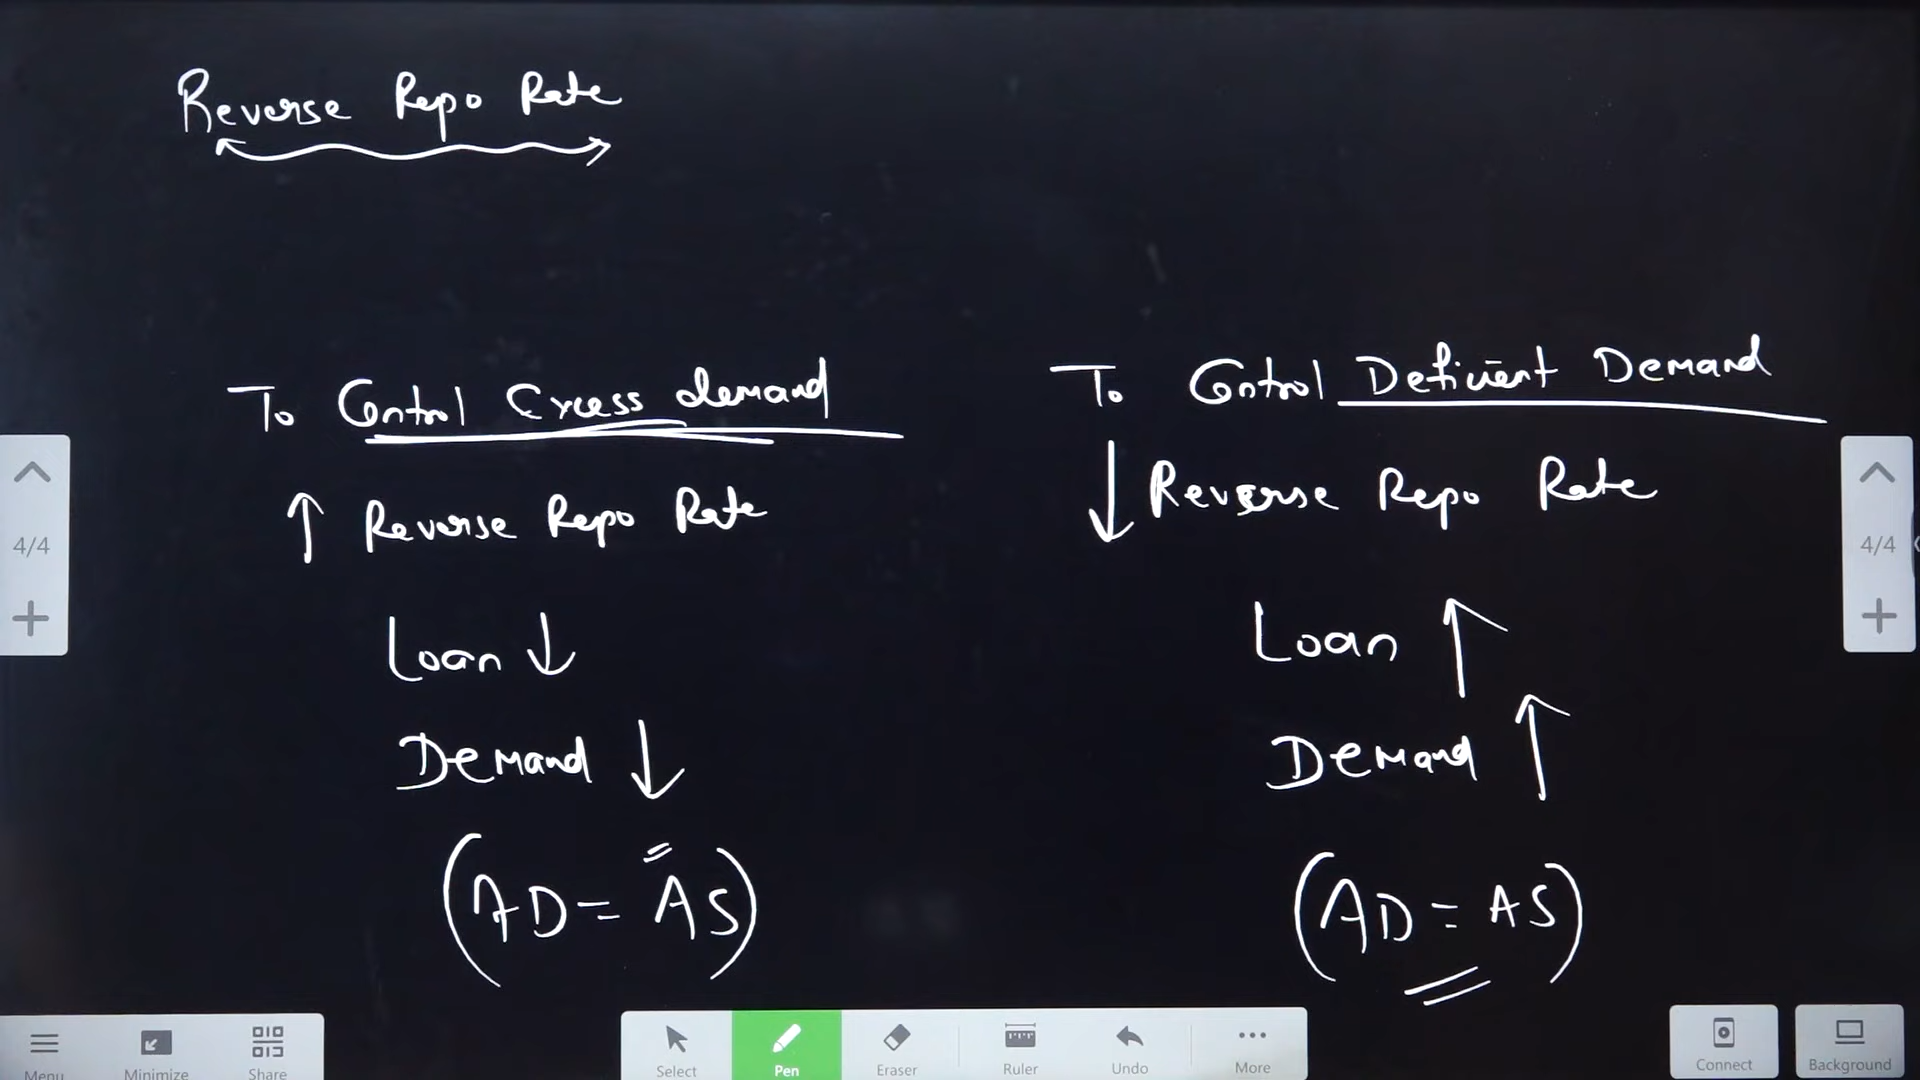 Reverse Repo Rate
To Control Excess demand
↑ Reverse Repo Rate
Loan ↓
Demand ↓
(AD = AS)
To Control Deficient Demand
↓ Reverse Repo Rate
Loan ↑
Demand ↑
(AD = AS)
4/4
4/4
Menu
Minimize
Share
Select
Pen
Eraser
Ruler
Undo
More
Connect
Background